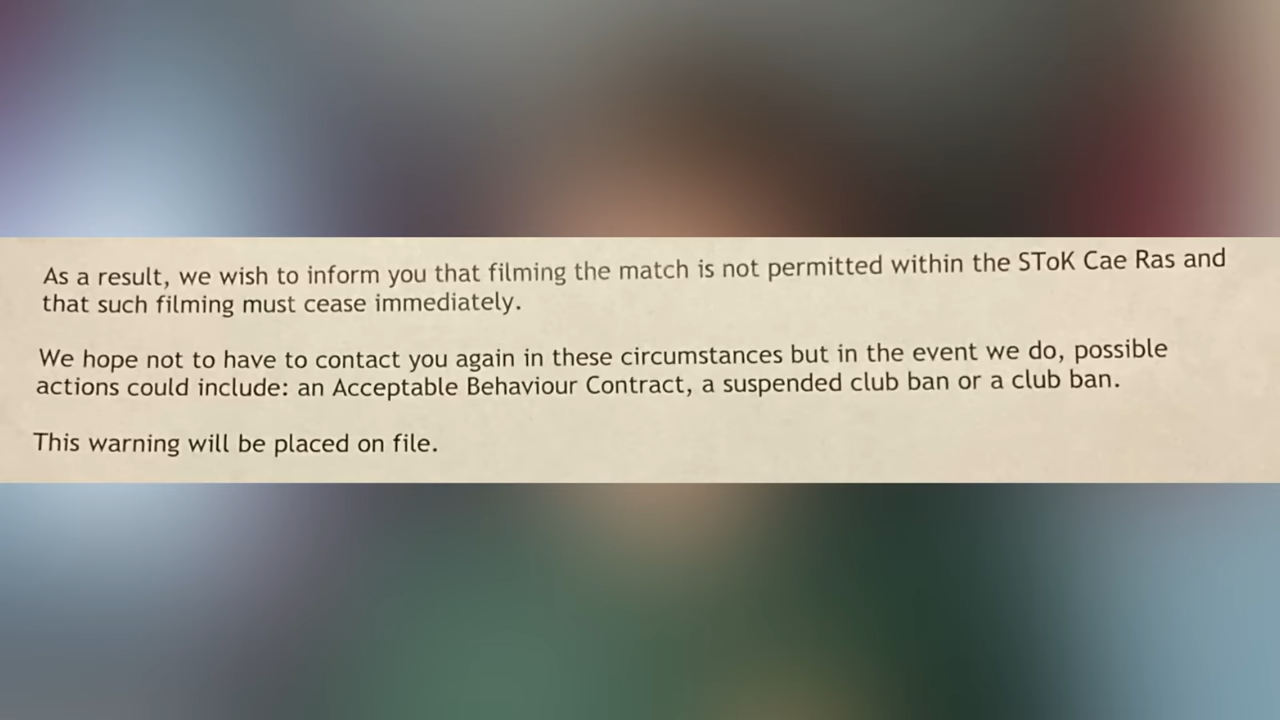 As a result, we wish to inform you that filming the match is not permitted within the SToK Cae Ras and
that such filming must cease immediately.
We hope not to have to contact you again in these circumstances but in the event we do, possible
actions could include: an Acceptable Behaviour Contract, a suspended club ban or a club ban.
This warning will be placed on file.